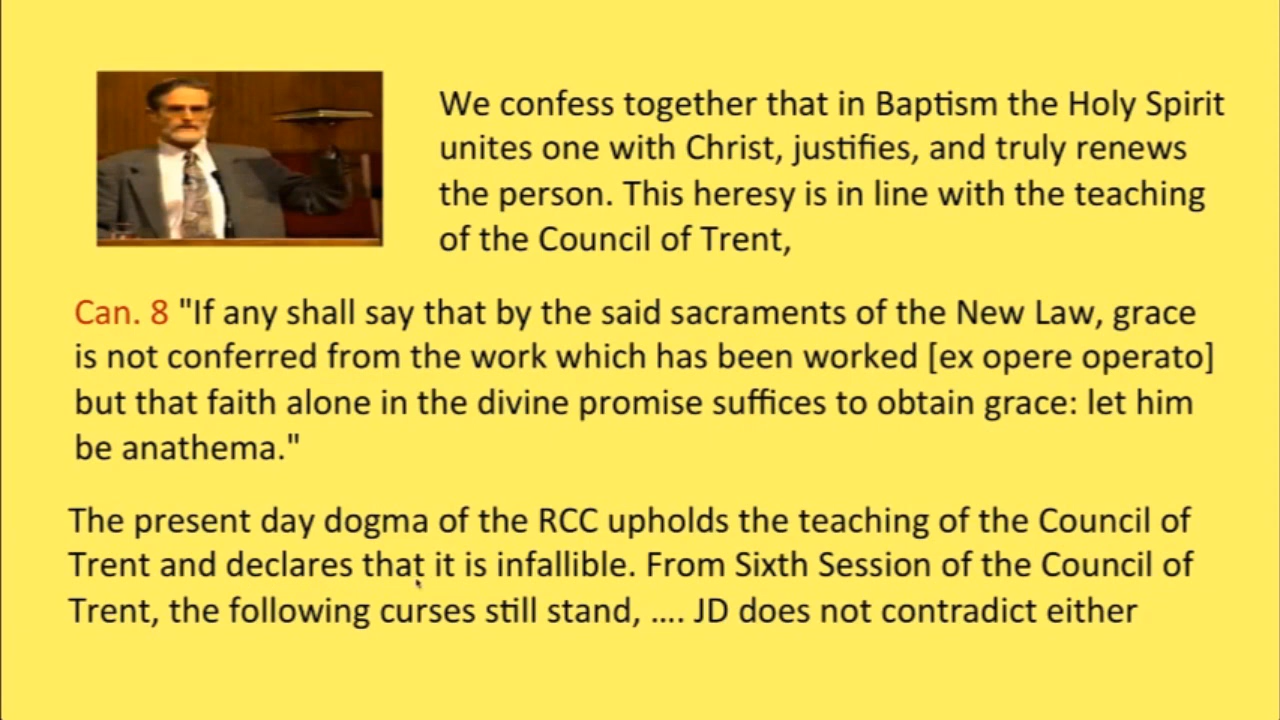 We confess together that in Baptism the Holy Spirit
unites one with Christ, justifies, and truly renews
the person. This heresy is in line with the teaching
of the Council of Trent,
Can. 8 "If any shall say that by the said sacraments of the New Law, grace
is not conferred from the work which has been worked [ex opere operato]
but that faith alone in the divine promise suffices to obtain grace: let him
be anathema."
The present day dogma of the RCC upholds the teaching of the Council of
Trent and declares that it is infallible. From Sixth Session of the Council of
Trent, the following curses still stand, .... JD does not contradict either